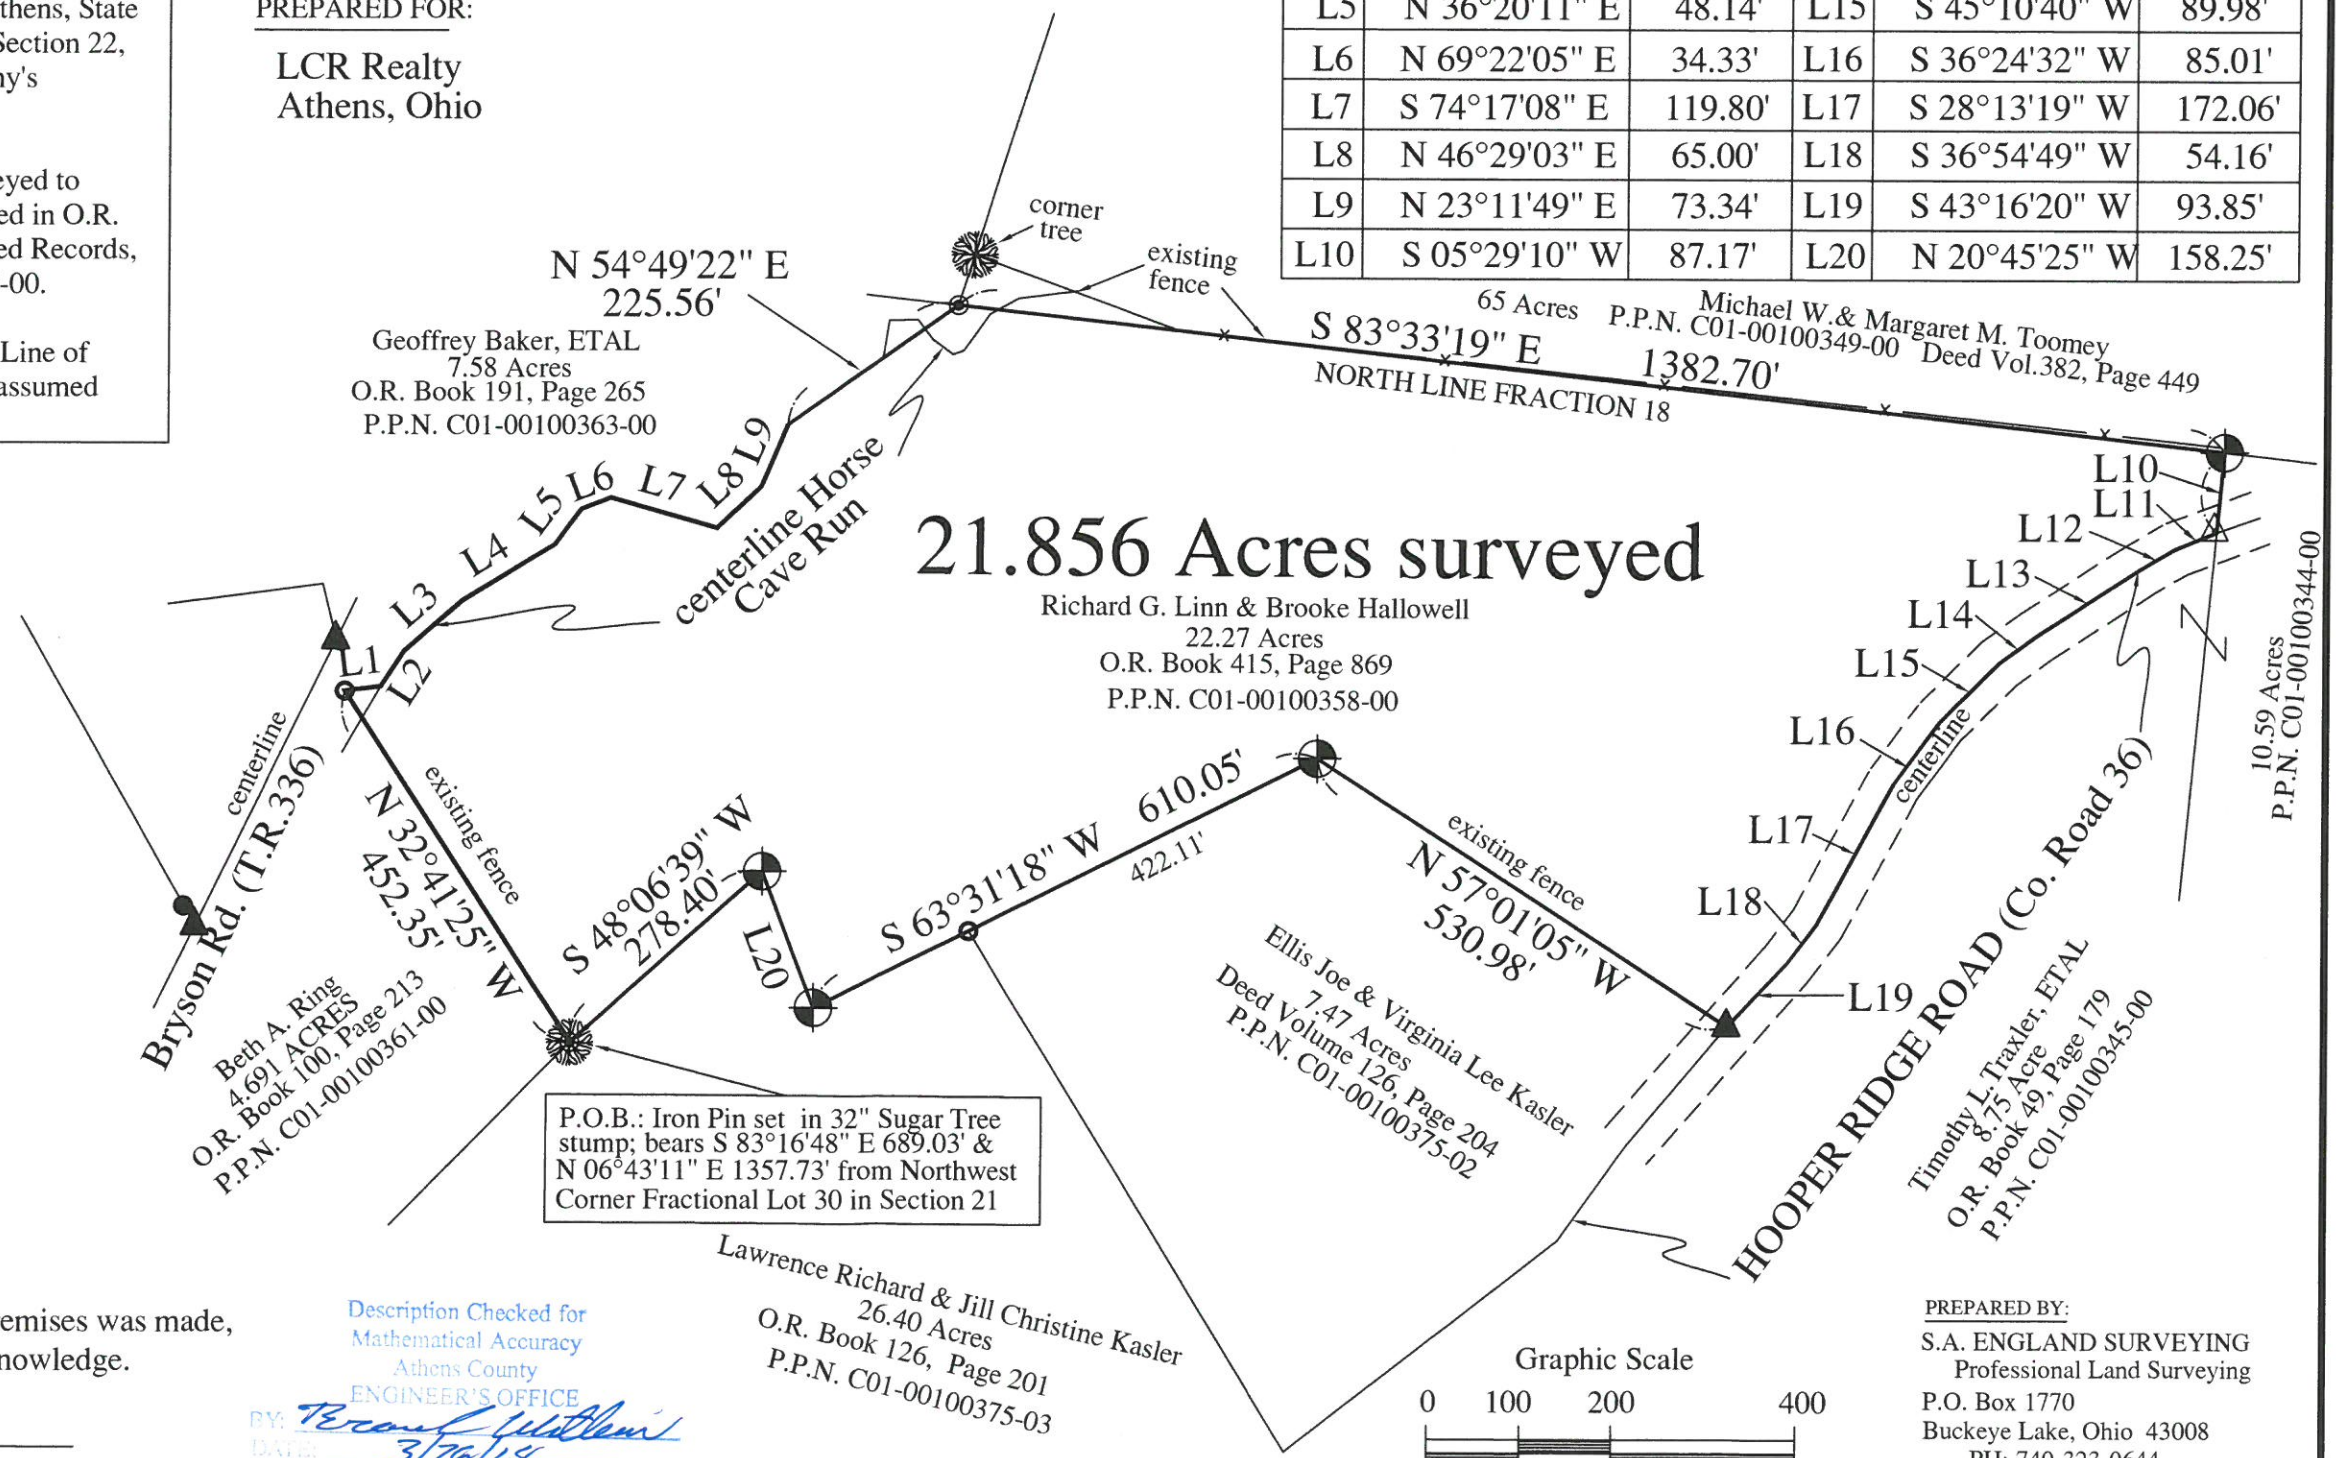 thens, State
Section 22,
ny's
eyed to
ed in O.R.
ed Records,
-00.
Line of
assumed
PREPARED FOR:
LCR Realty
Athens, Ohio
L5 N 36°20'11" E 48.14' L15 S 45°10'40" W 89.98'
L6 N 69°22'05" E 34.33' L16 S 36°24'32" W 85.01'
L7 S 74°17'08" E 119.80' L17 S 28°13'19" W 172.06'
L8 N 46°29'03" E 65.00' L18 S 36°54'49" W 54.16'
L9 N 23°11'49" E 73.34' L19 S 43°16'20" W 93.85'
L10 S 05°29'10" W 87.17' L20 N 20°45'25" W 158.25'
corner
tree
existing
fence
N 54°49'22" E
225.56'
Geoffrey Baker, ETAL
7.58 Acres
O.R. Book 191, Page 265
P.P.N. C01-00100363-00
Michael W.& Margaret M. Toomey
65 Acres P.P.N. C01-00100349-00 Deed Vol.382, Page 449
S 83°33'19" E 1382.70'
NORTH LINE FRACTION 18
L1
L2
L3
L4
L5
L6
L7
L8
L9
centerline Horse
Cave Run
21.856 Acres surveyed
Richard G. Linn & Brooke Hallowell
22.27 Acres
O.R. Book 415, Page 869
P.P.N. C01-00100358-00
L10
L11
L12
L13
L14
L15
L16
L17
L18
L19
centerline
10.59 Acres
P.P.N. C01-00100344-00
HOOPER RIDGE ROAD (Co. Road 36)
centerline
Bryson Rd. (T.R.336)
existing fence
N 32°41'25" W
452.35'
S 48°06'39" W
278.40'
L20
S 63°31'18" W 610.05'
422.11'
existing fence
N 57°01'05" W
530.98'
Beth A. Ring
4.691 ACRES
O.R. Book 100, Page 213
P.P.N. C01-00100361-00
Ellis Joe & Virginia Lee Kasler
7.47 Acres
Deed Volume 126, Page 204
P.P.N. C01-00100375-02
Timothy L. Traxler, ETAL
8.75 Acre
O.R. Book 49, Page 179
P.P.N. C01-00100345-00
P.O.B.: Iron Pin set in 32" Sugar Tree
stump; bears S 83°16'48" E 689.03' &
N 06°43'11" E 1357.73' from Northwest
Corner Fractional Lot 30 in Section 21
Lawrence Richard & Jill Christine Kasler
26.40 Acres
O.R. Book 126, Page 201
P.P.N. C01-00100375-03
emises was made,
nowledge.
Description Checked for
Mathematical Accuracy
Athens County
ENGINEER'S OFFICE
BY:
DATE:
Graphic Scale
0 100 200 400
PREPARED BY:
S.A. ENGLAND SURVEYING
Professional Land Surveying
P.O. Box 1770
Buckeye Lake, Ohio 43008
PH: 740-323-0644